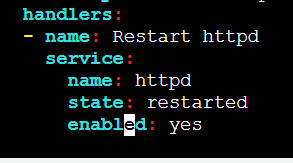 handlers:
- name: Restart httpd
  service:
    name: httpd
    state: restarted
    enabled: yes